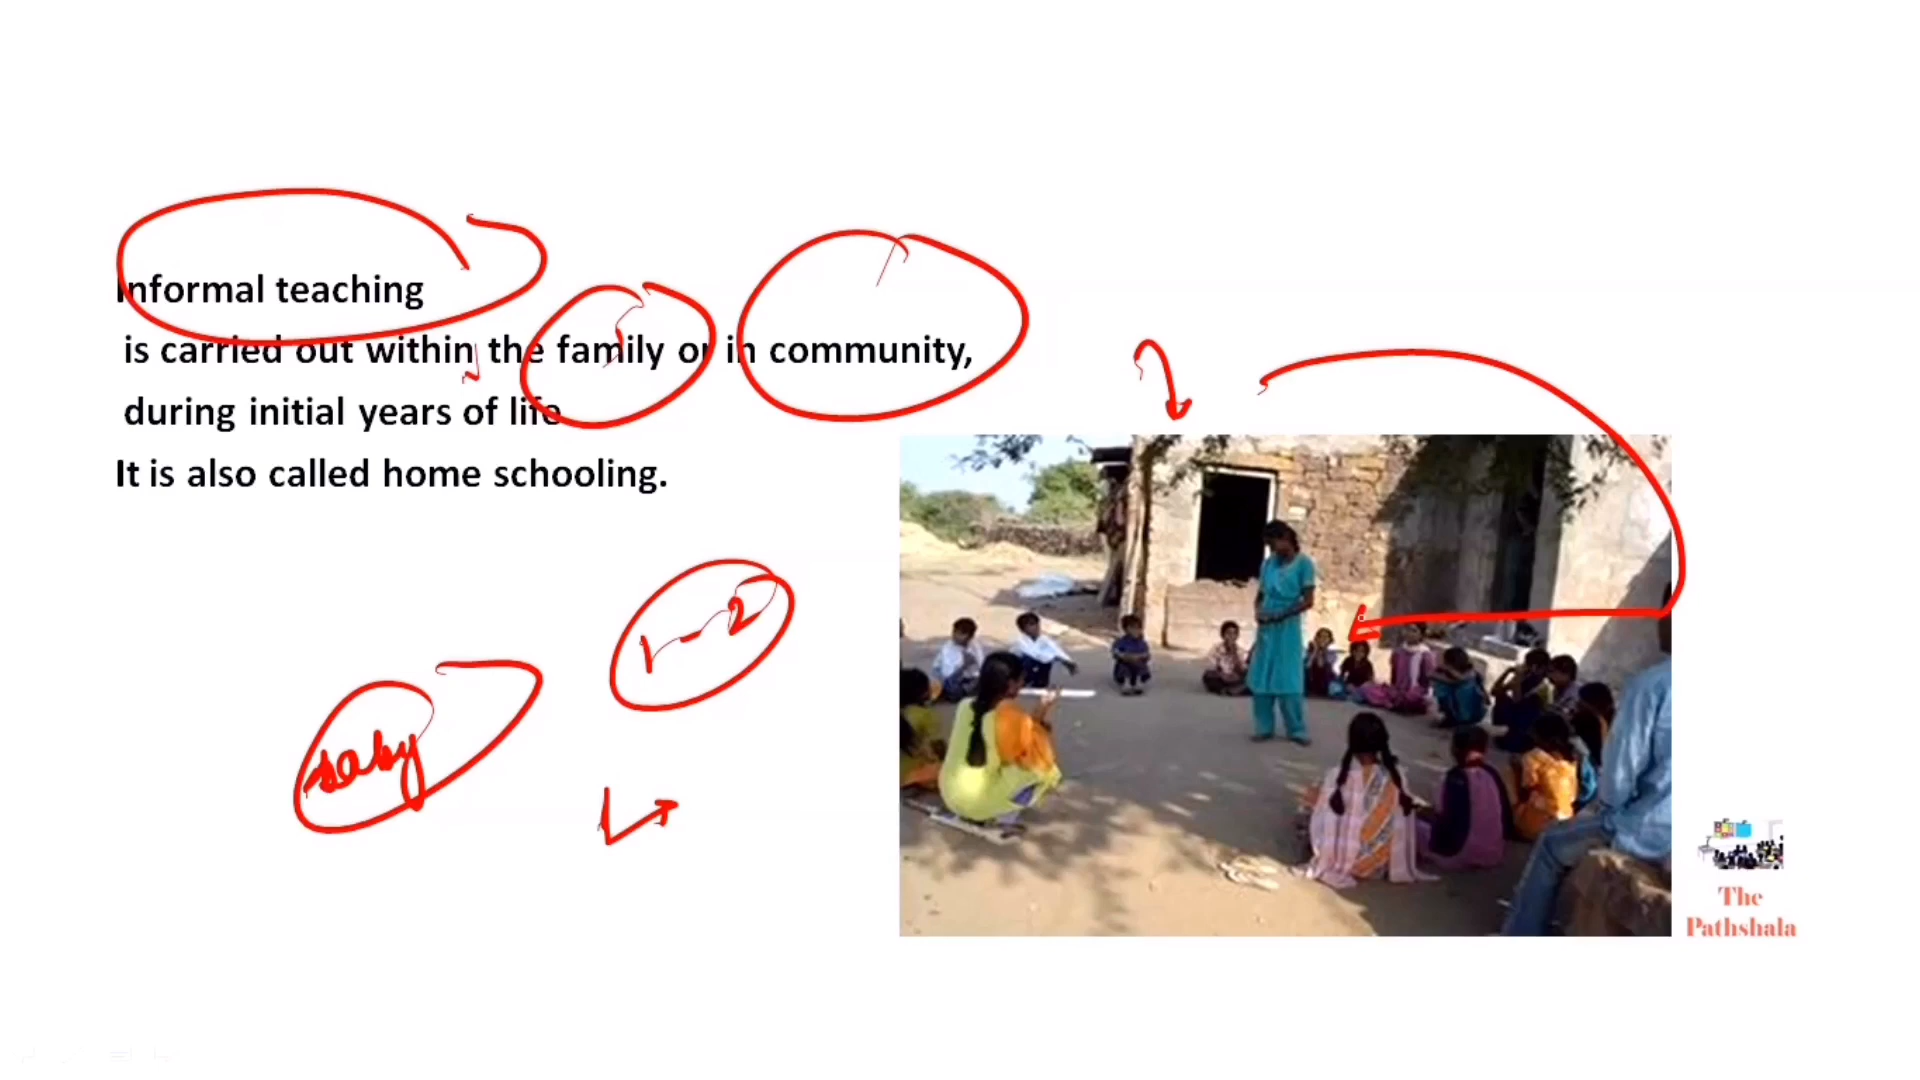 Informal teaching
is carried out within the family or in community,
during initial years of life
It is also called home schooling.
1-2
baby
The
Pathshala